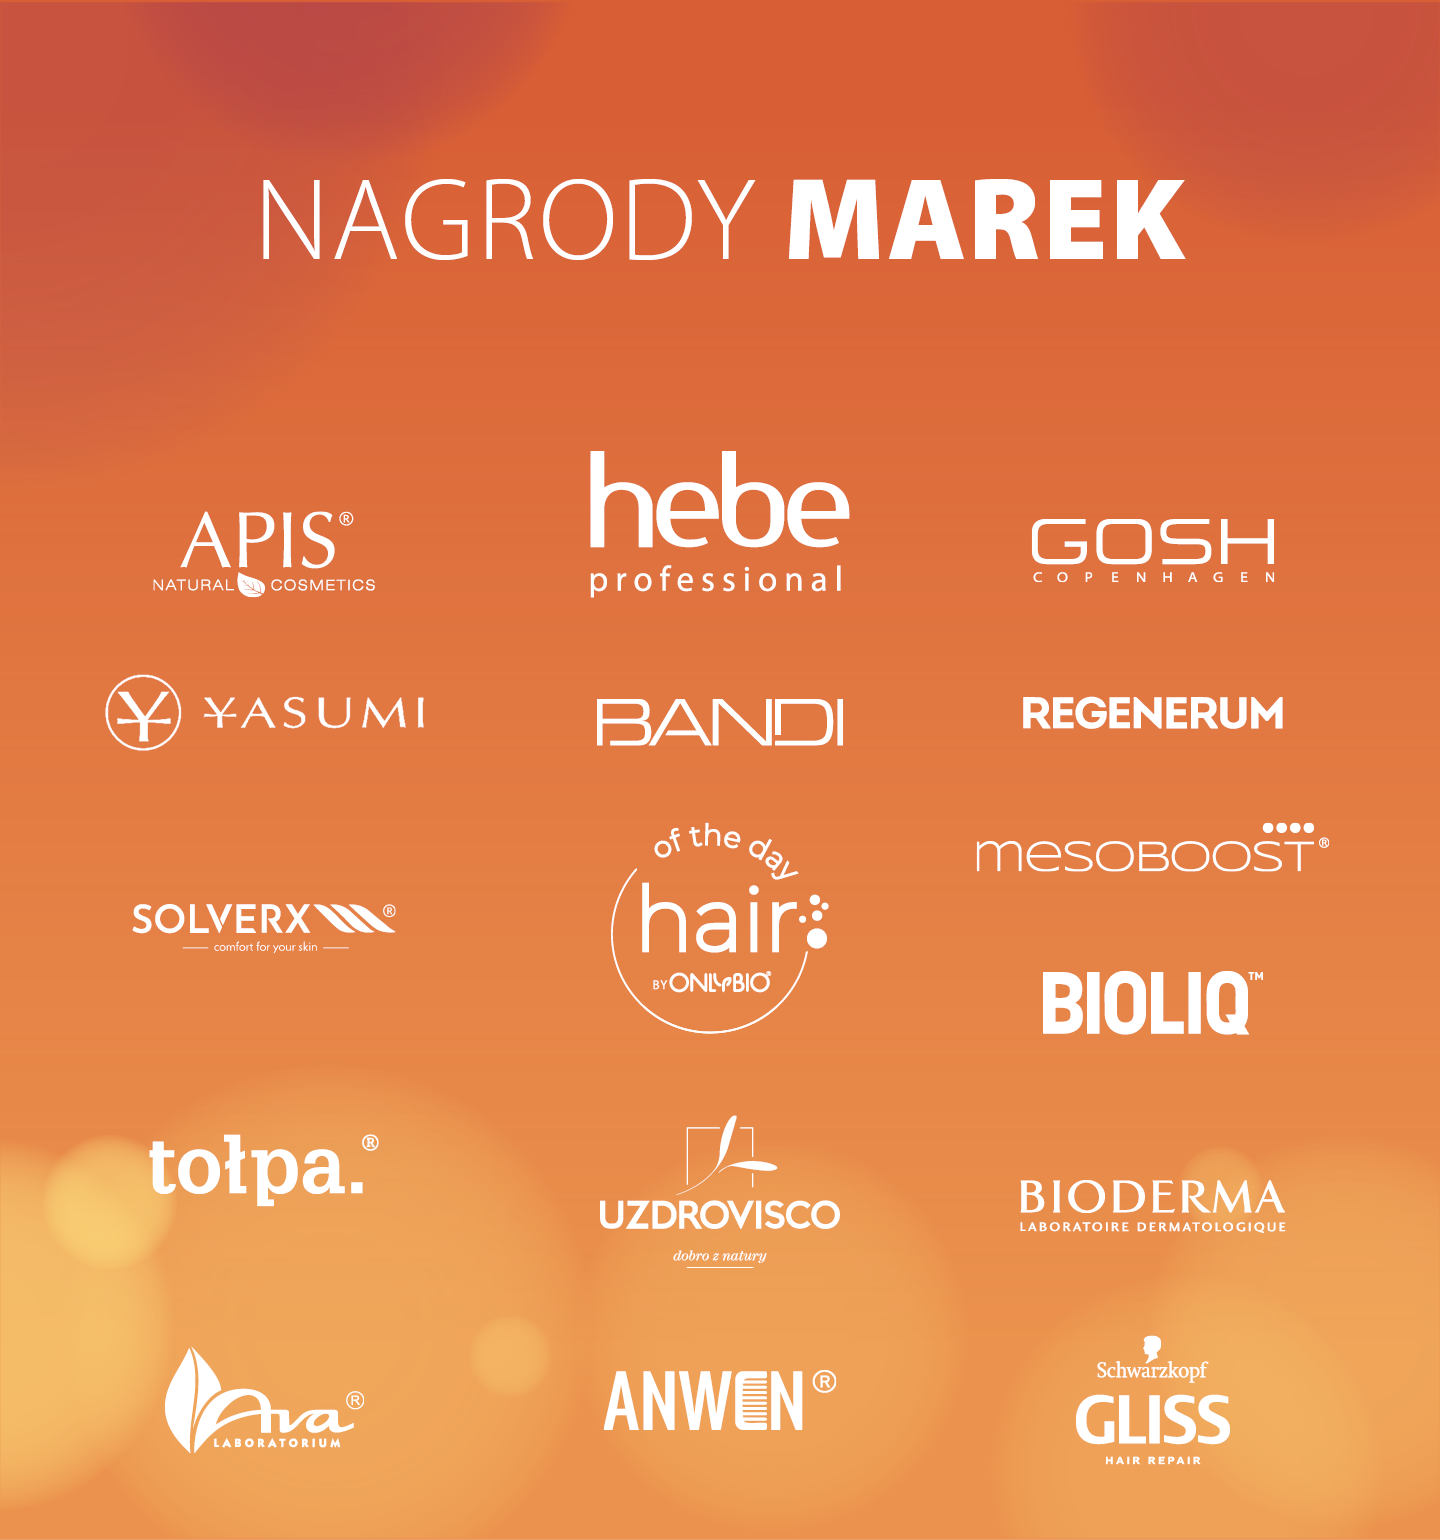 NAGRODY MAREK
APIS®
NATURAL COSMETICS
hebe
professional
GOSH
COPENHAGEN
Y YASUMI
BANDI
REGENERUM
SOLVERX®
comfort for your skin
of the day
hair
BY ONLYBIO®
mesoboost®
BIOLIQ™
tołpa.®
UZDROVISCO
dobro z natury
BIODERMA
LABORATOIRE DERMATOLOGIQUE
Ava®
LABORATORIUM
ANWEN®
Schwarzkopf
GLISS
HAIR REPAIR